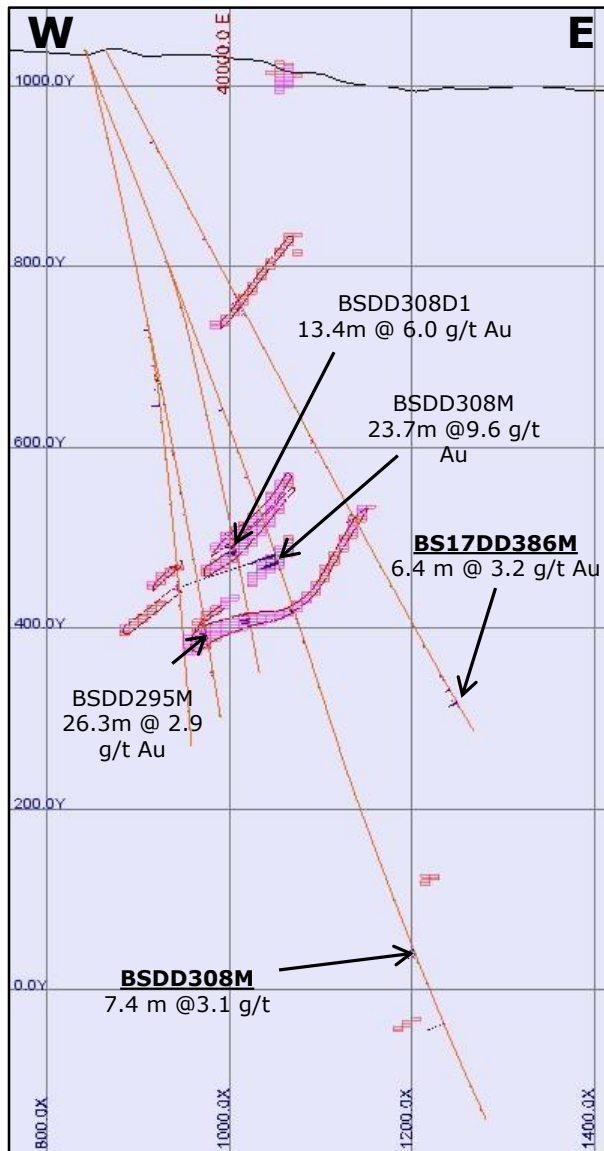 W
E
40000.0 E
1000.0Y
800.0Y
BSDD308D1
13.4m @ 6.0 g/t Au
BSDD308M
23.7m @9.6 g/t
Au
600.0Y
BS17DD386M
6.4 m @ 3.2 g/t Au
400.0Y
BSDD295M
26.3m @ 2.9
g/t Au
200.0Y
BSDD308M
7.4 m @3.1 g/t
0.0Y
800.0X
1000.0X
1200.0X
1400.0X